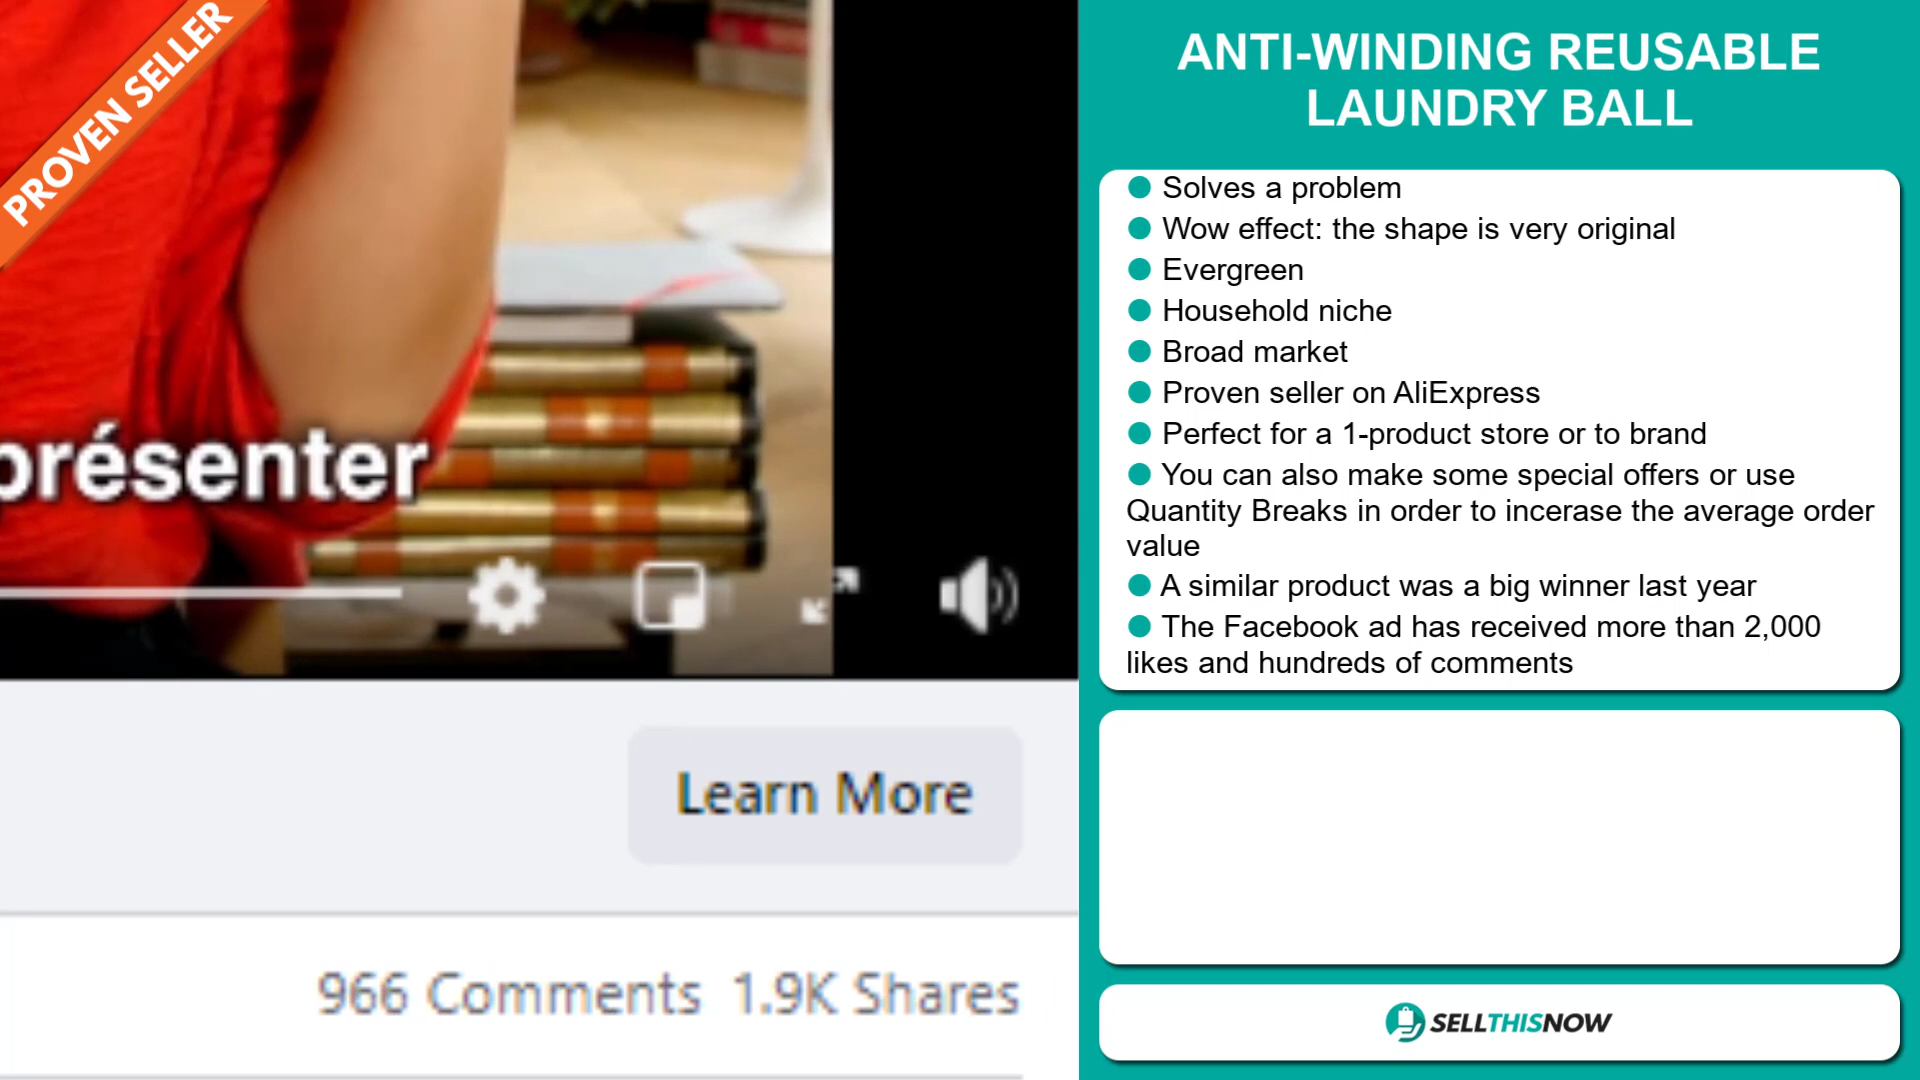 PROVEN SELLER
présenter
Learn More
966 Comments 1.9K Shares
ANTI-WINDING REUSABLE
LAUNDRY BALL
Solves a problem
Wow effect: the shape is very original
Evergreen
Household niche
Broad market
Proven seller on AliExpress
Perfect for a 1-product store or to brand
You can also make some special offers or use
Quantity Breaks in order to incerase the average order
value
A similar product was a big winner last year
The Facebook ad has received more than 2,000
likes and hundreds of comments
SELLTHISNOW